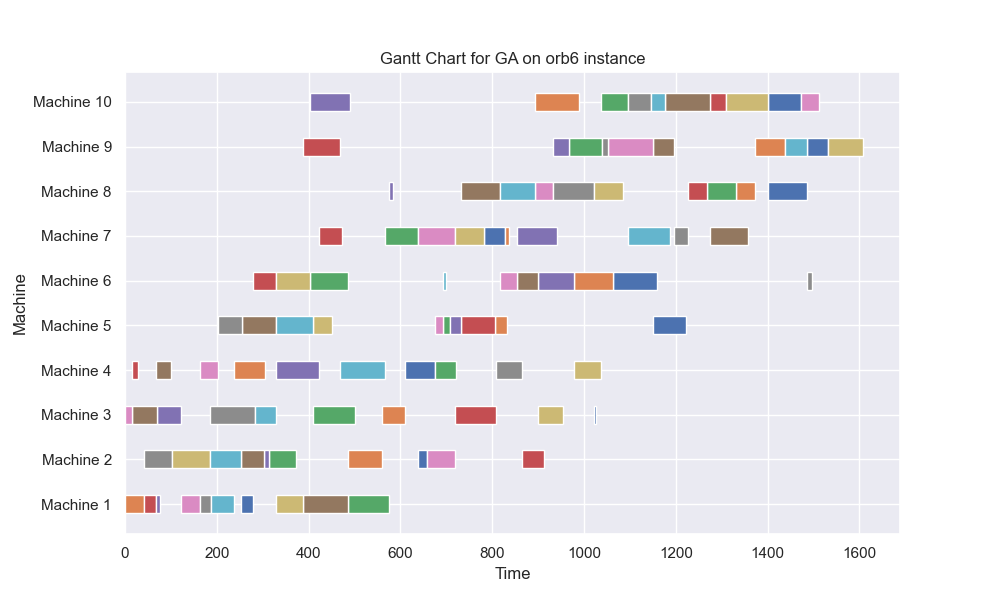 Gantt Chart for GA on orb6 instance
Machine 10
Machine 9
Machine 8
Machine 7
Machine 6
Machine 5
Machine 4
Machine 3
Machine 2
Machine 1
Machine
0 200 400 600 800 1000 1200 1400 1600
Time